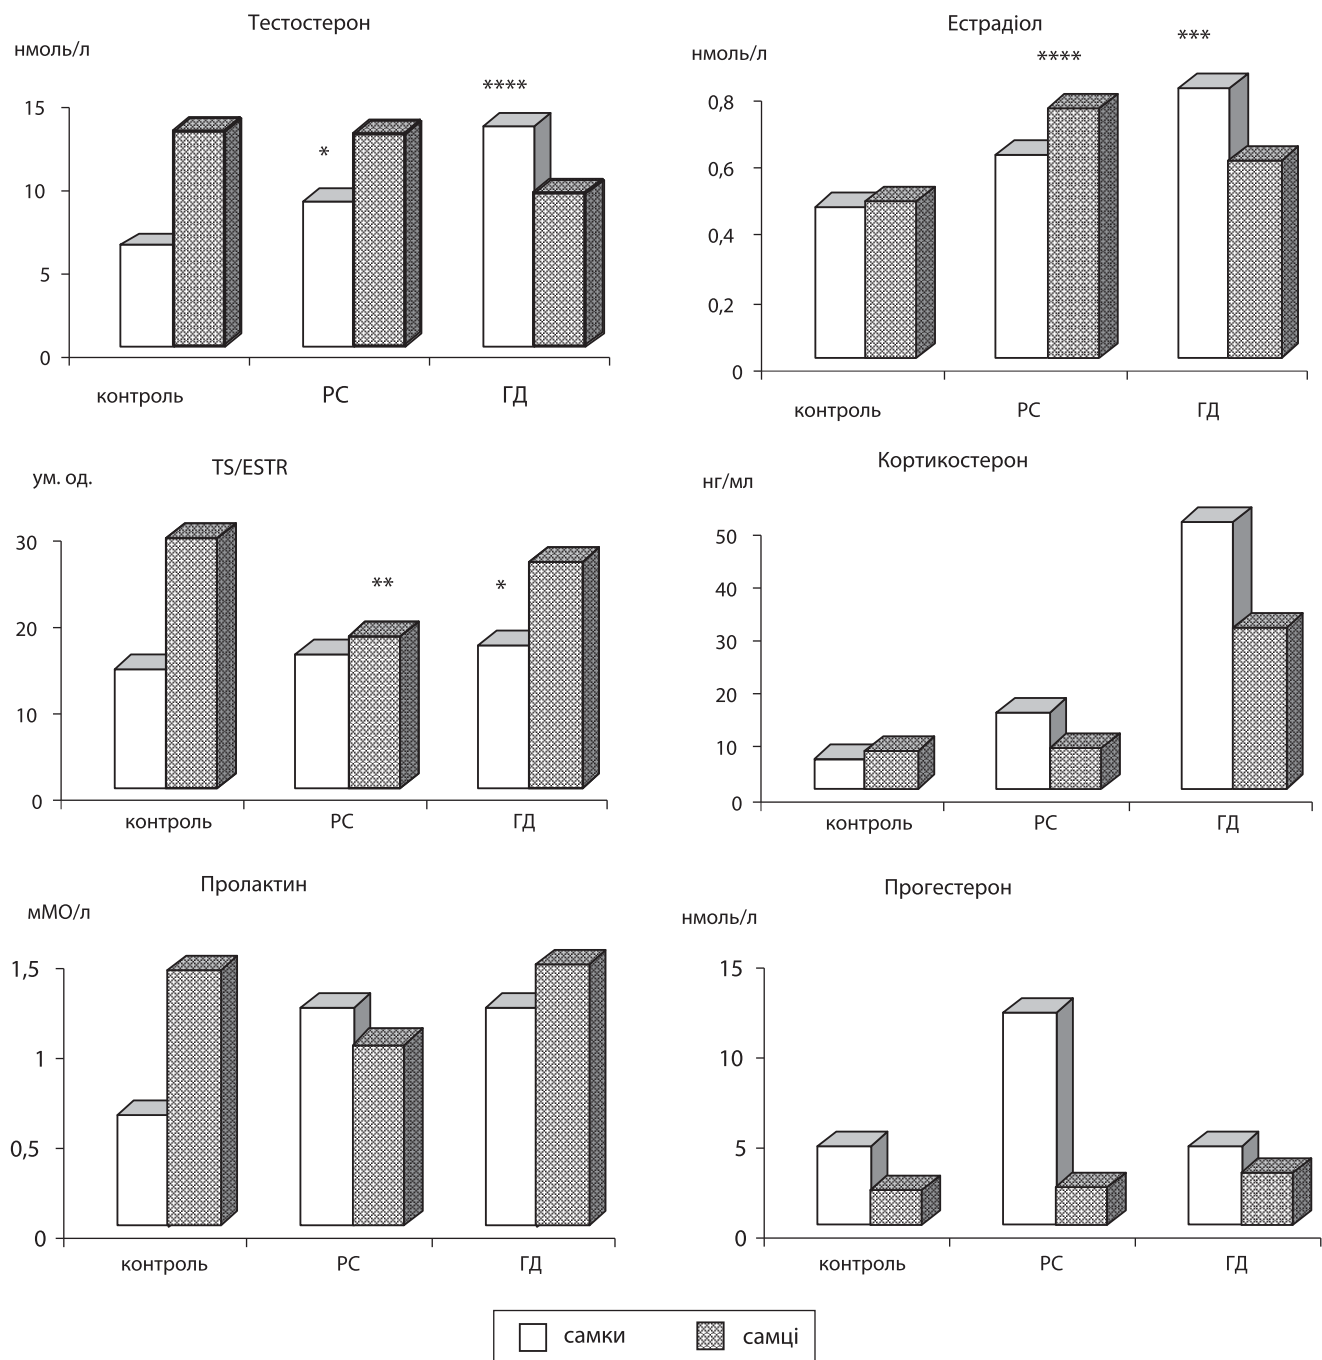 Тестостерон
нмоль/л
15
10
5
0
*
****
контроль
РС
ГД
Естрадіол
нмоль/л
0,8
0,6
0,4
0,2
0
****
***
контроль
РС
ГД
TS/ESTR
ум. од.
30
20
10
0
**
*
контроль
РС
ГД
Кортикостерон
нг/мл
50
40
30
20
10
0
контроль
РС
ГД
Пролактин
мМО/л
1,5
1
0,5
0
контроль
РС
ГД
Прогестерон
нмоль/л
15
10
5
0
контроль
РС
ГД
самки
самці